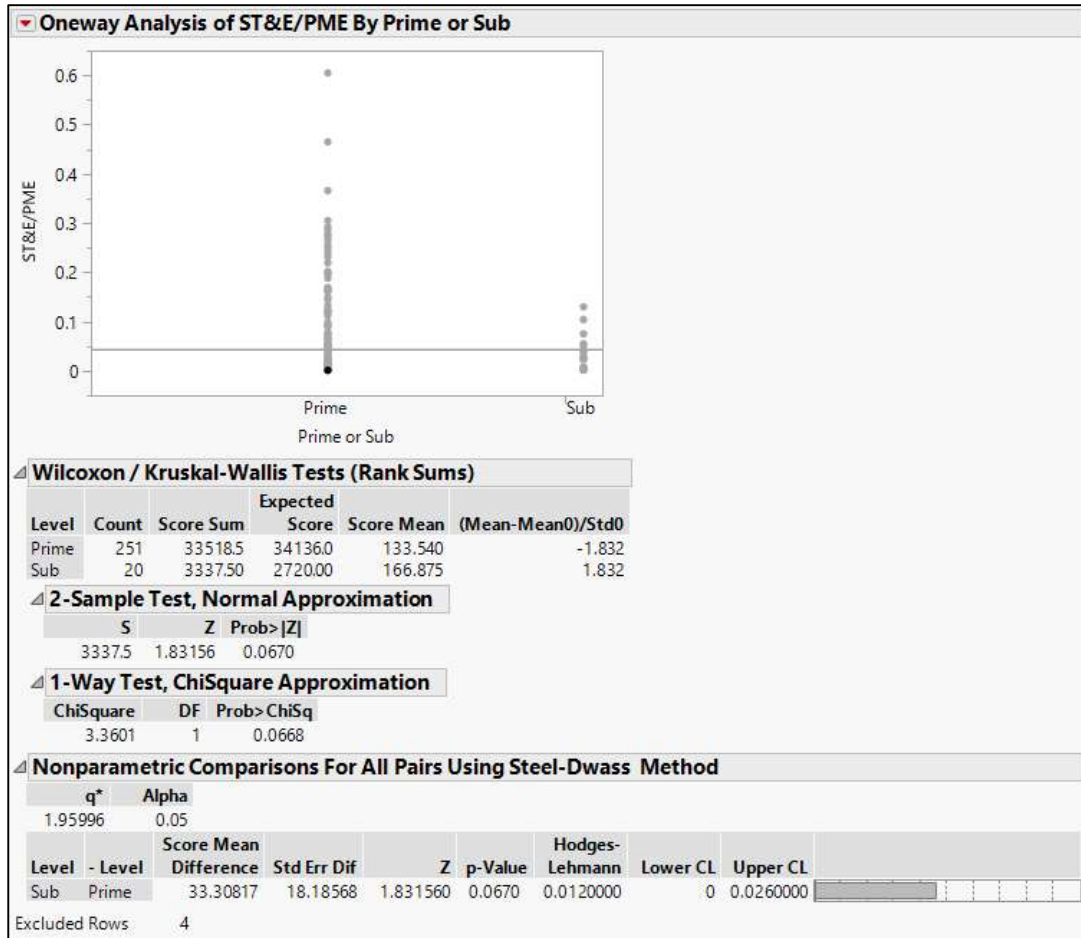 Oneway Analysis of ST&E/PME By Prime or Sub
0.6
0.5
0.4
0.3
0.2
0.1
0
ST&E/PME
Prime Sub
Prime or Sub
Wilcoxon / Kruskal-Wallis Tests (Rank Sums)
Expected
Level Count Score Sum Score Score Mean (Mean-Mean0)/Std0
Prime 251 33518.5 34136.0 133.540 -1.832
Sub 20 3337.50 2720.00 166.875 1.832
2-Sample Test, Normal Approximation
S Z Prob>|Z|
3337.5 1.83156 0.0670
1-Way Test, ChiSquare Approximation
ChiSquare DF Prob>ChiSq
3.3601 1 0.0668
Nonparametric Comparisons For All Pairs Using Steel-Dwass Method
q* Alpha
1.95996 0.05
Score Mean Hodges-
Level - Level Difference Std Err Dif Z p-Value Lehmann Lower CL Upper CL
Sub Prime 33.30817 18.18568 1.831560 0.0670 0.0120000 0 0.0260000
Excluded Rows 4